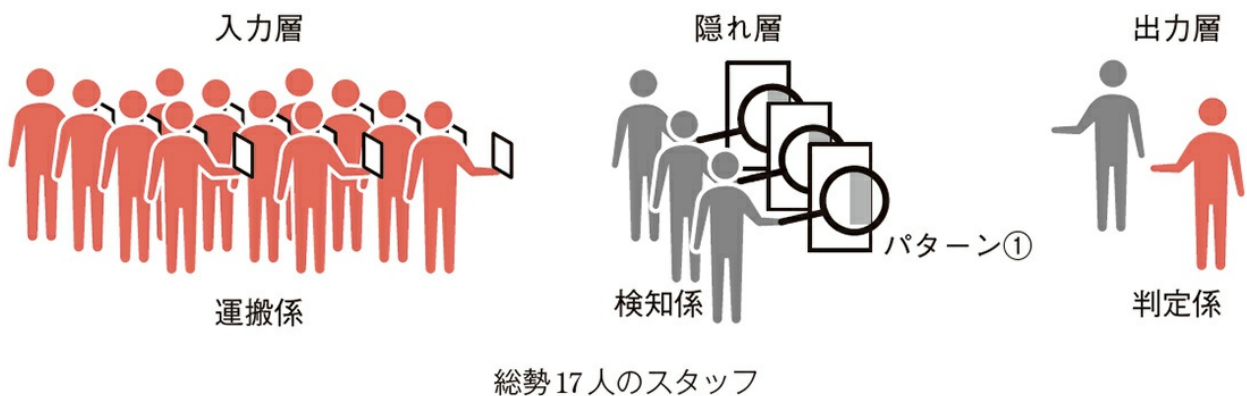 入力層
隠れ層
出力層
パターン①
運搬係
検知係
判定係
総勢17人のスタッフ